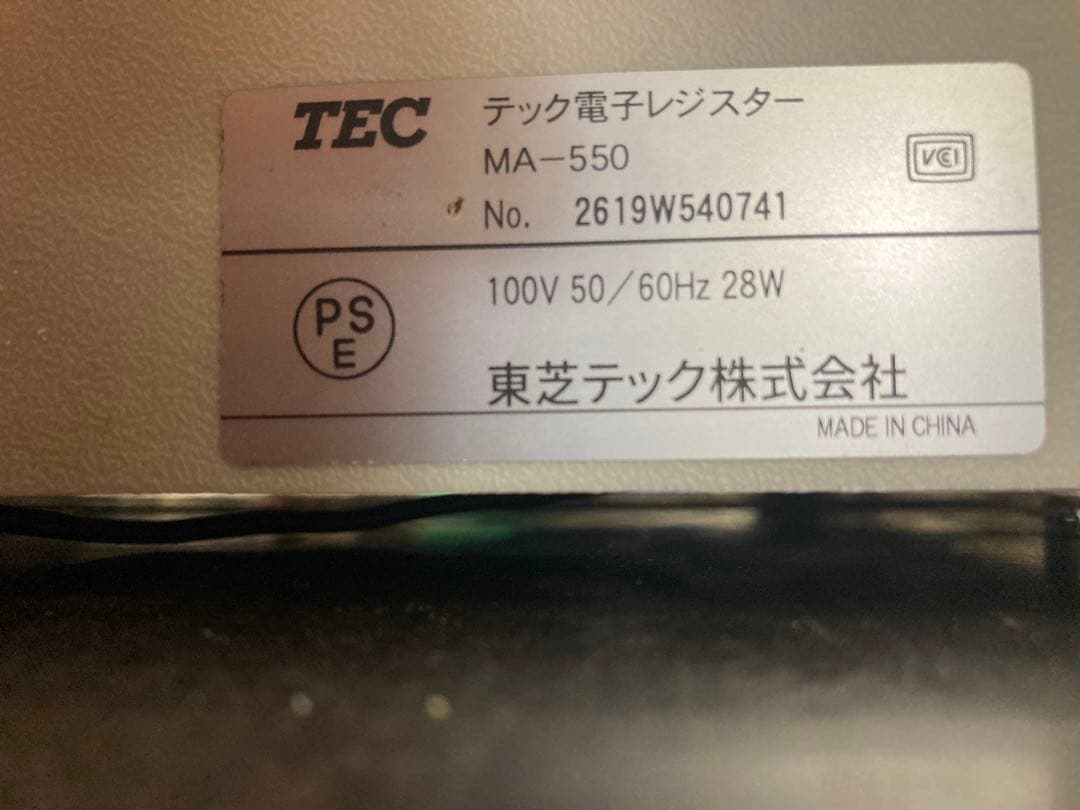 TEC
テック電子レジスター
MA-550
VCI
No. 2619W540741
PSE
100V 50/60Hz 28W
東芝テック株式会社
MADE IN CHINA